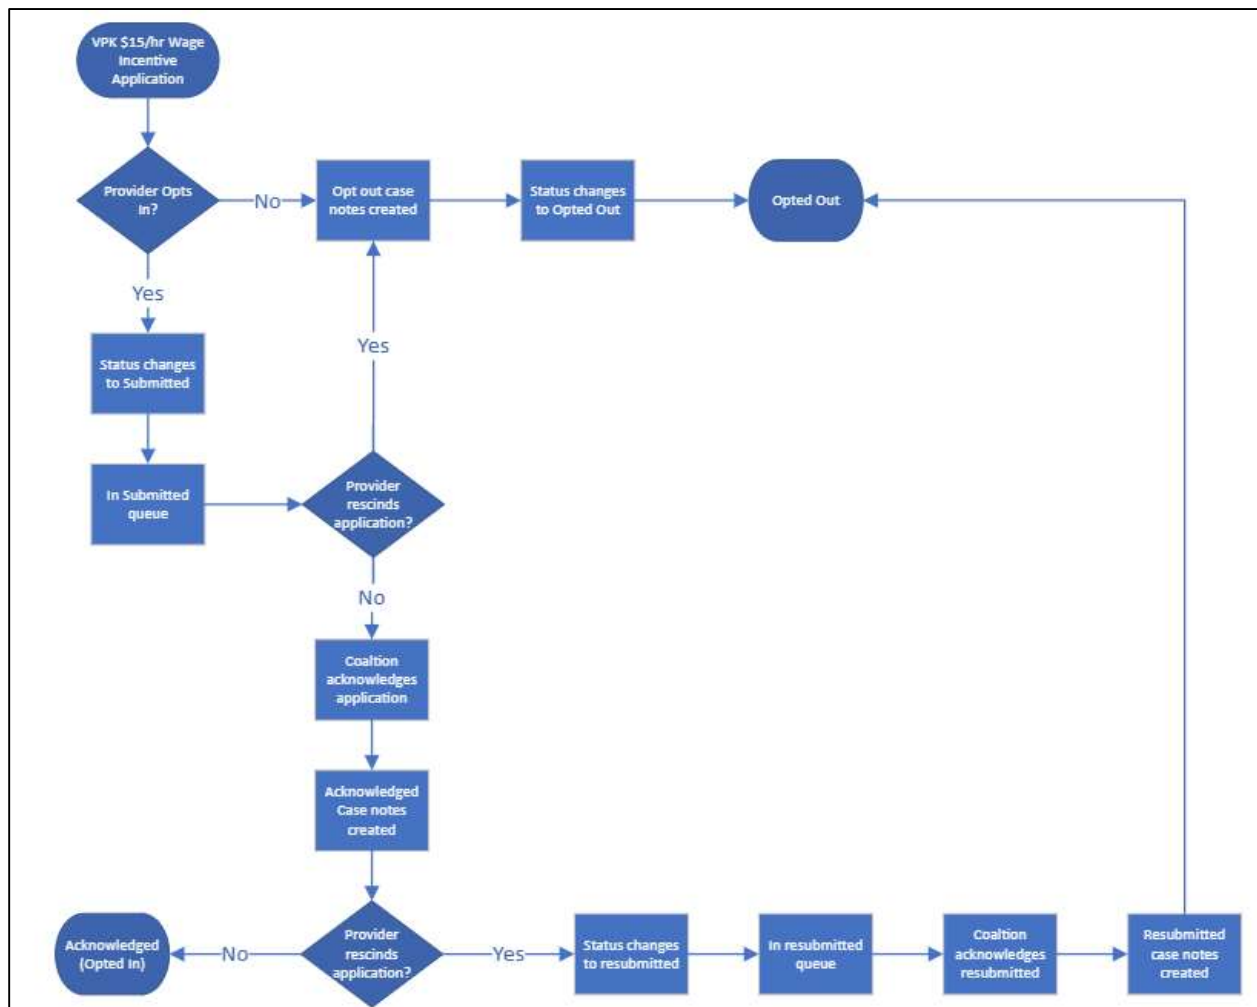 VPK $15/hr Wage
Incentive
Application
Provider Opts
In?
No
Opt out case
notes created
Status changes
to Opted Out
Opted Out
Yes
Status changes
to Submitted
Yes
In Submitted
queue
Provider
rescinds
application?
No
Coaltion
acknowledges
application
Acknowledged
Case notes
created
Acknowledged
(Opted In)
No
Provider
rescinds
application?
Yes
Status changes
to resubmitted
In resubmitted
queue
Coaltion
acknowledges
resubmitted
Resubmitted
case notes
created